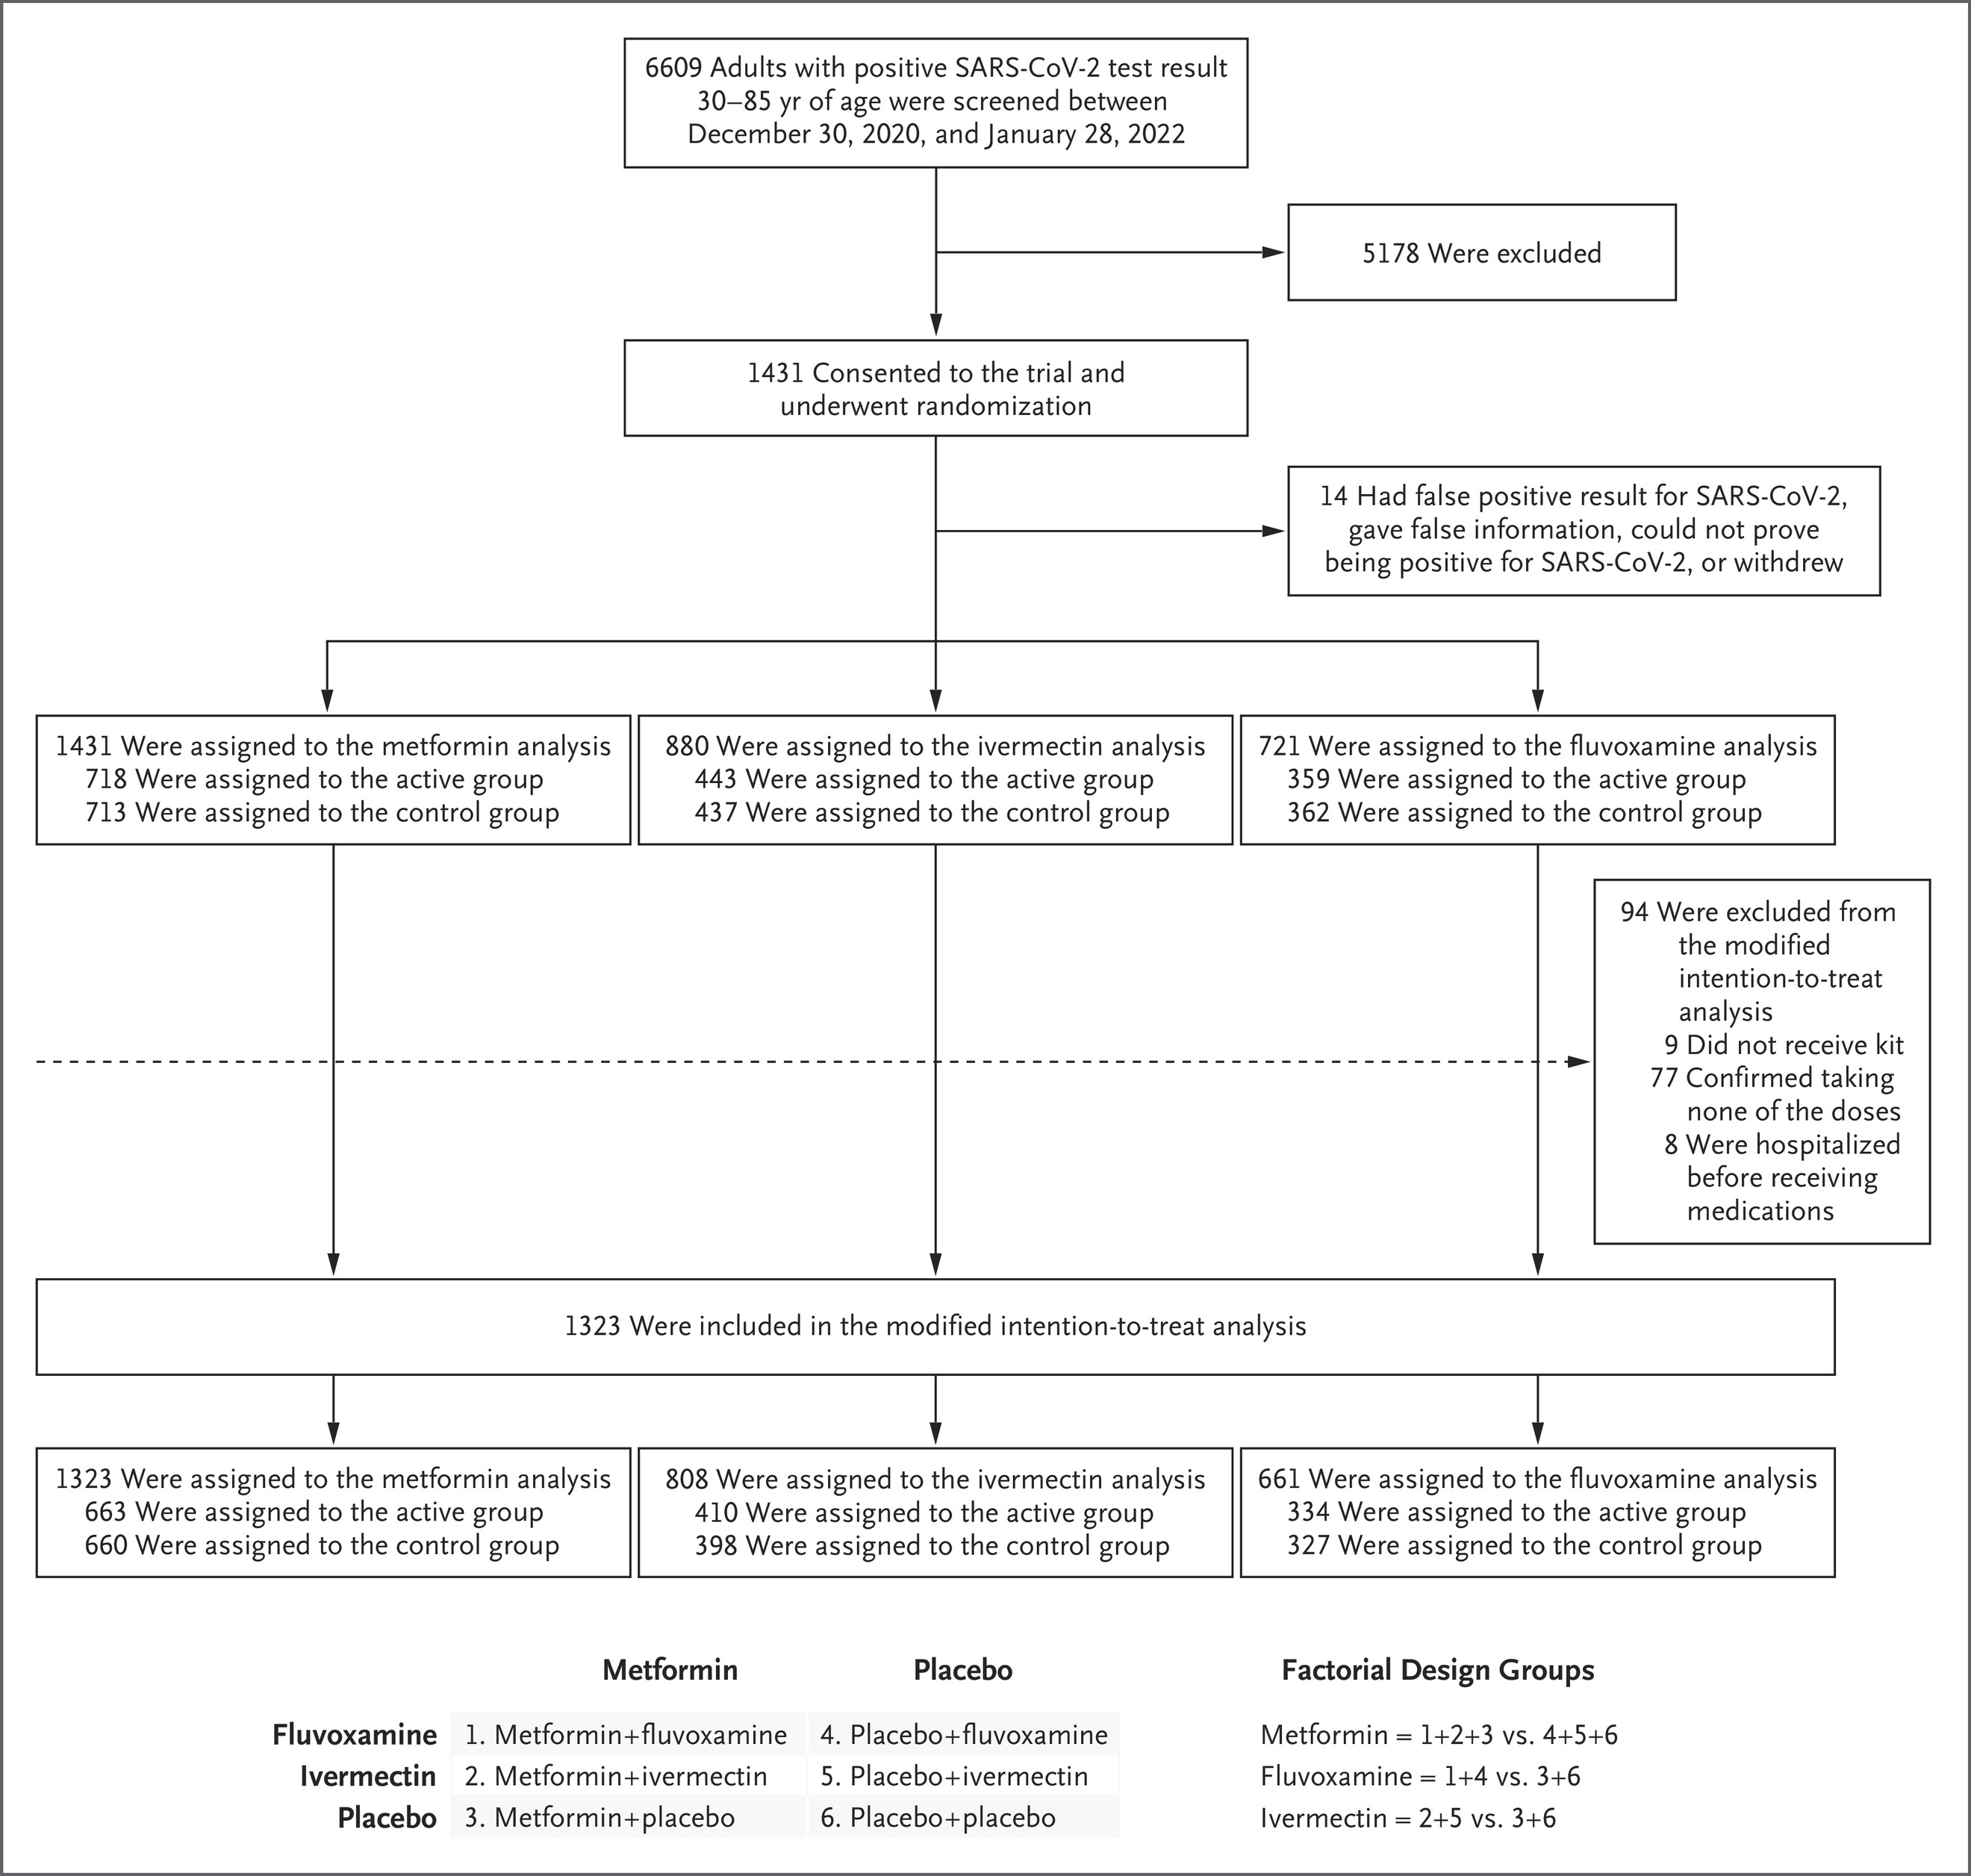 6609 Adults with positive SARS-CoV-2 test result
30–85 yr of age were screened between
December 30, 2020, and January 28, 2022
5178 Were excluded
1431 Consented to the trial and
underwent randomization
14 Had false positive result for SARS-CoV-2,
gave false information, could not prove
being positive for SARS-CoV-2, or withdrew
1431 Were assigned to the metformin analysis
718 Were assigned to the active group
713 Were assigned to the control group
880 Were assigned to the ivermectin analysis
443 Were assigned to the active group
437 Were assigned to the control group
721 Were assigned to the fluvoxamine analysis
359 Were assigned to the active group
362 Were assigned to the control group
94 Were excluded from
the modified
intention-to-treat
analysis
9 Did not receive kit
77 Confirmed taking
none of the doses
8 Were hospitalized
before receiving
medications
1323 Were included in the modified intention-to-treat analysis
1323 Were assigned to the metformin analysis
663 Were assigned to the active group
660 Were assigned to the control group
808 Were assigned to the ivermectin analysis
410 Were assigned to the active group
398 Were assigned to the control group
661 Were assigned to the fluvoxamine analysis
334 Were assigned to the active group
327 Were assigned to the control group
Metformin Placebo
Fluvoxamine 1. Metformin+fluvoxamine 4. Placebo+fluvoxamine
Ivermectin 2. Metformin+ivermectin 5. Placebo+ivermectin
Placebo 3. Metformin+placebo 6. Placebo+placebo
Factorial Design Groups
Metformin = 1+2+3 vs. 4+5+6
Fluvoxamine = 1+4 vs. 3+6
Ivermectin = 2+5 vs. 3+6